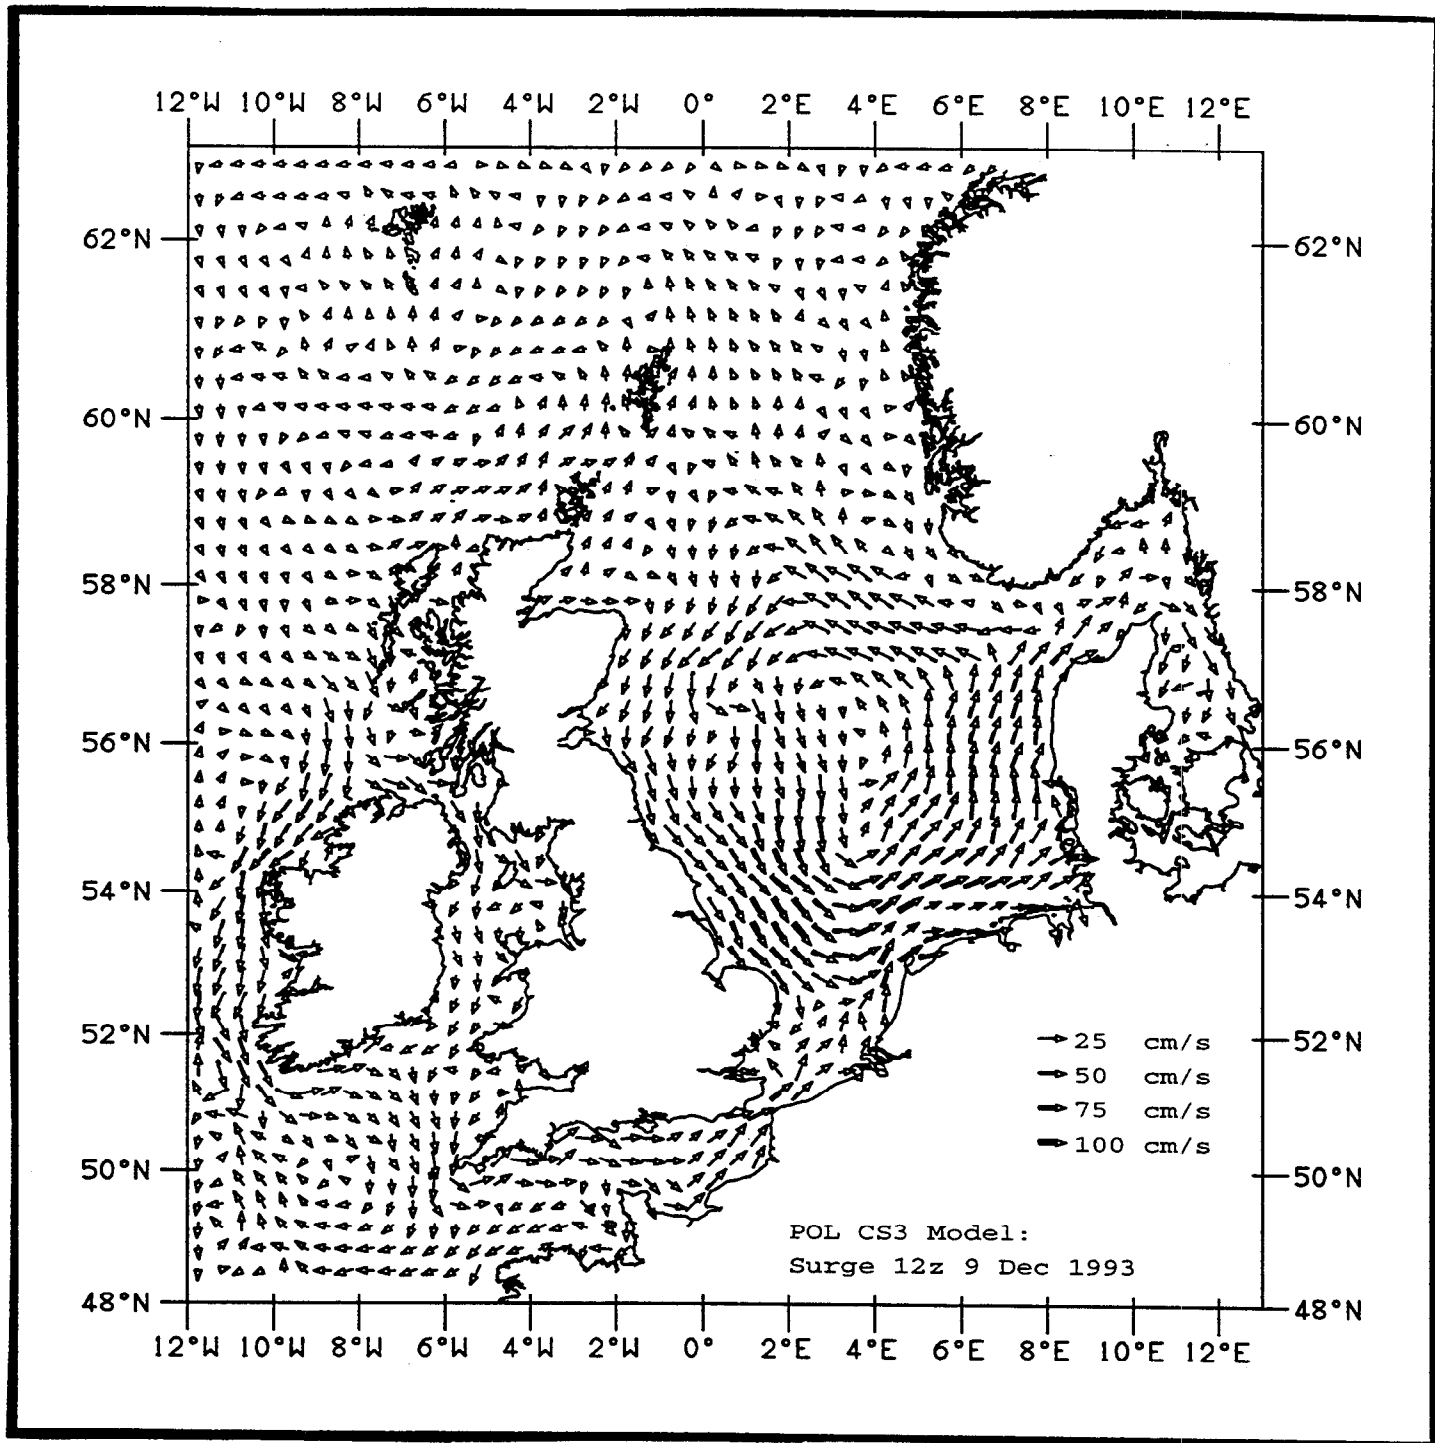 12°W 10°W 8°W 6°W 4°W 2°W 0° 2°E 4°E 6°E 8°E 10°E 12°E
62°N 62°N
60°N 60°N
58°N 58°N
56°N 56°N
54°N 54°N
52°N 52°N
25 cm/s
50 cm/s
75 cm/s
100 cm/s
50°N 50°N
POL CS3 Model:
Surge 12z 9 Dec 1993
48°N 48°N
12°W 10°W 8°W 6°W 4°W 2°W 0° 2°E 4°E 6°E 8°E 10°E 12°E